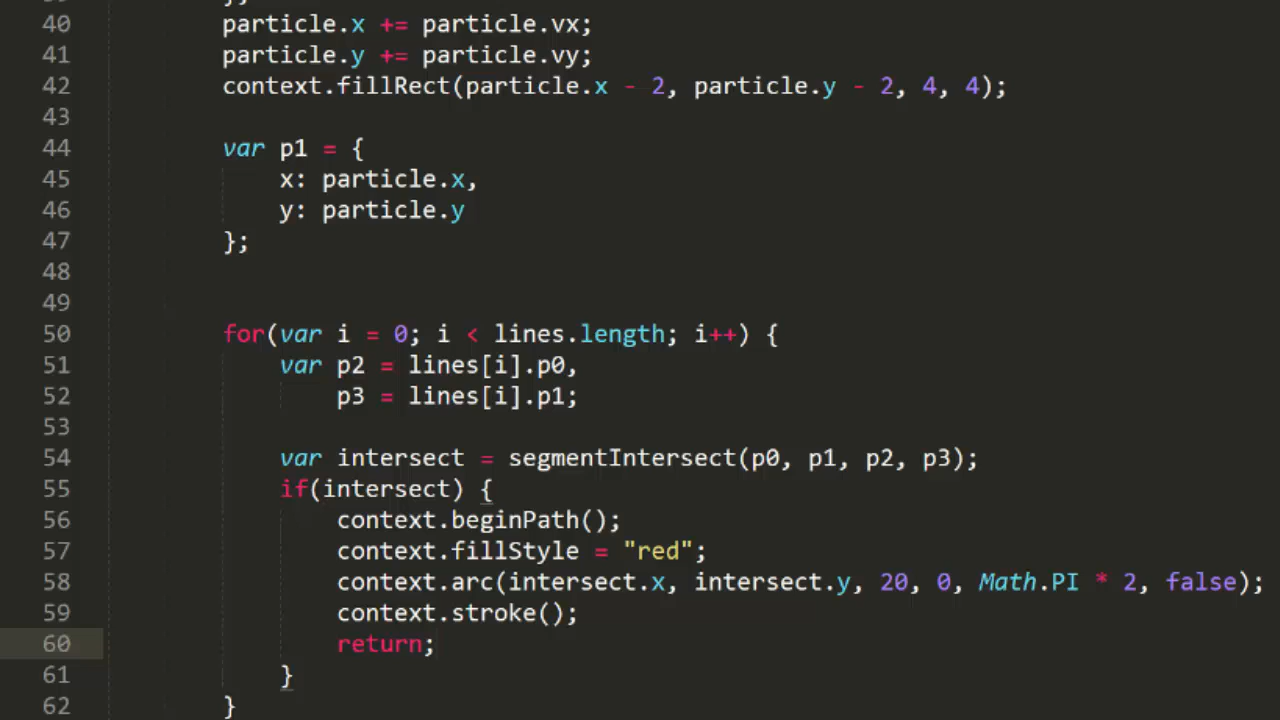 40 particle.x += particle.vx;
41 particle.y += particle.vy;
42 context.fillRect(particle.x - 2, particle.y - 2, 4, 4);
43
44 var p1 = {
45 x: particle.x,
46 y: particle.y
47 };
48
49
50 for(var i = 0; i < lines.length; i++) {
51 var p2 = lines[i].p0,
52 p3 = lines[i].p1;
53
54 var intersect = segmentIntersect(p0, p1, p2, p3);
55 if(intersect) {
56 context.beginPath();
57 context.fillStyle = "red";
58 context.arc(intersect.x, intersect.y, 20, 0, Math.PI * 2, false);
59 context.stroke();
60 return;
61 }
62 }